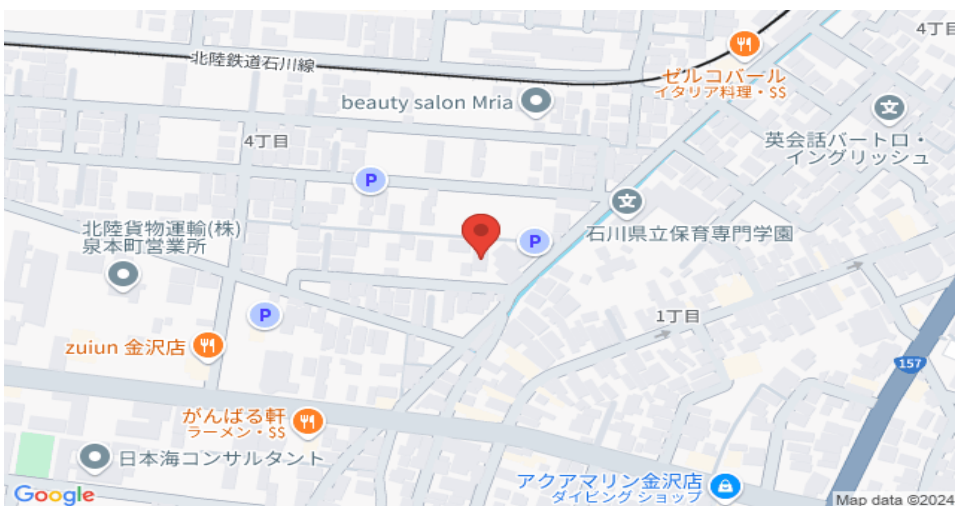 4丁目
北陸鉄道石川線
ゼルコバール
イタリア料理・$$
beauty salon Mria
4丁目
英会話バートロ・
イングリッシュ
P
北陸貨物運輸(株)
泉本町営業所
石川県立保育専門学園
P
P
1丁目
zuiun 金沢店
157
がんばる軒
ラーメン・$$
日本海コンサルタント
アクアマリン金沢店
ダイビング ショップ
Google
Map data ©2024